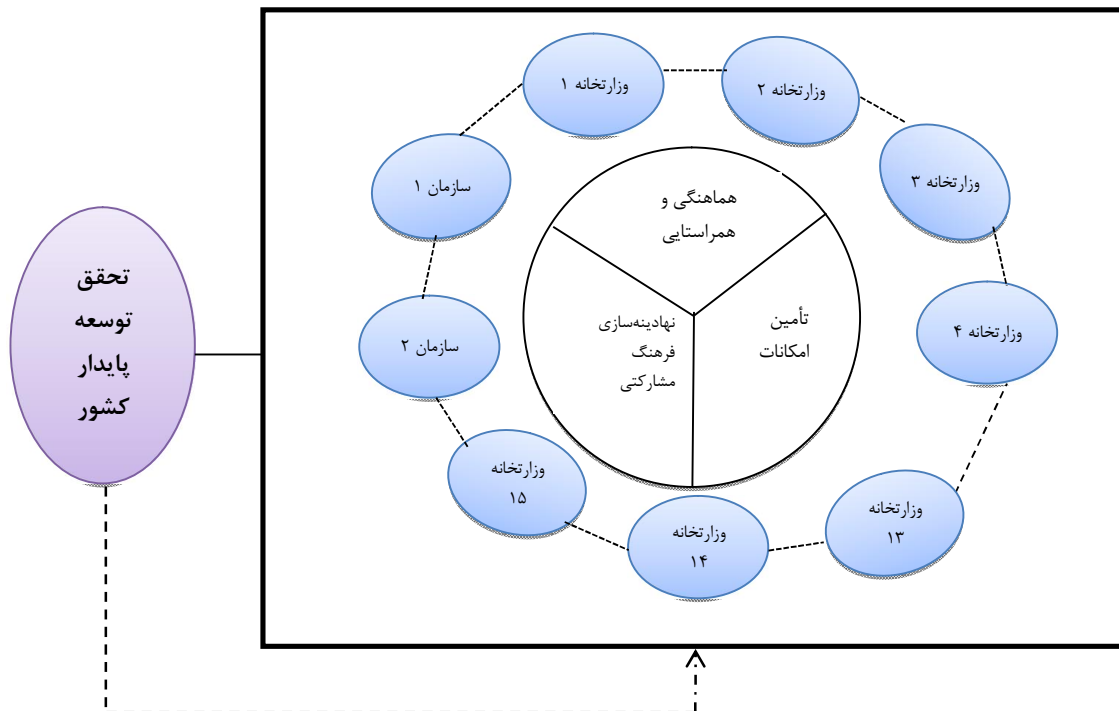 وزارتخانه ۱
وزارتخانه ۲
وزارتخانه ۳
وزارتخانه ۴
وزارتخانه
۱۳
وزارتخانه
۱۴
وزارتخانه
۱۵
سازمان ۲
سازمان ۱
هماهنگی و
همراستایی
تأمین
امکانات
نهادینه‌سازی
فرهنگ
مشارکتی
تحقق
توسعه
پایدار
کشور